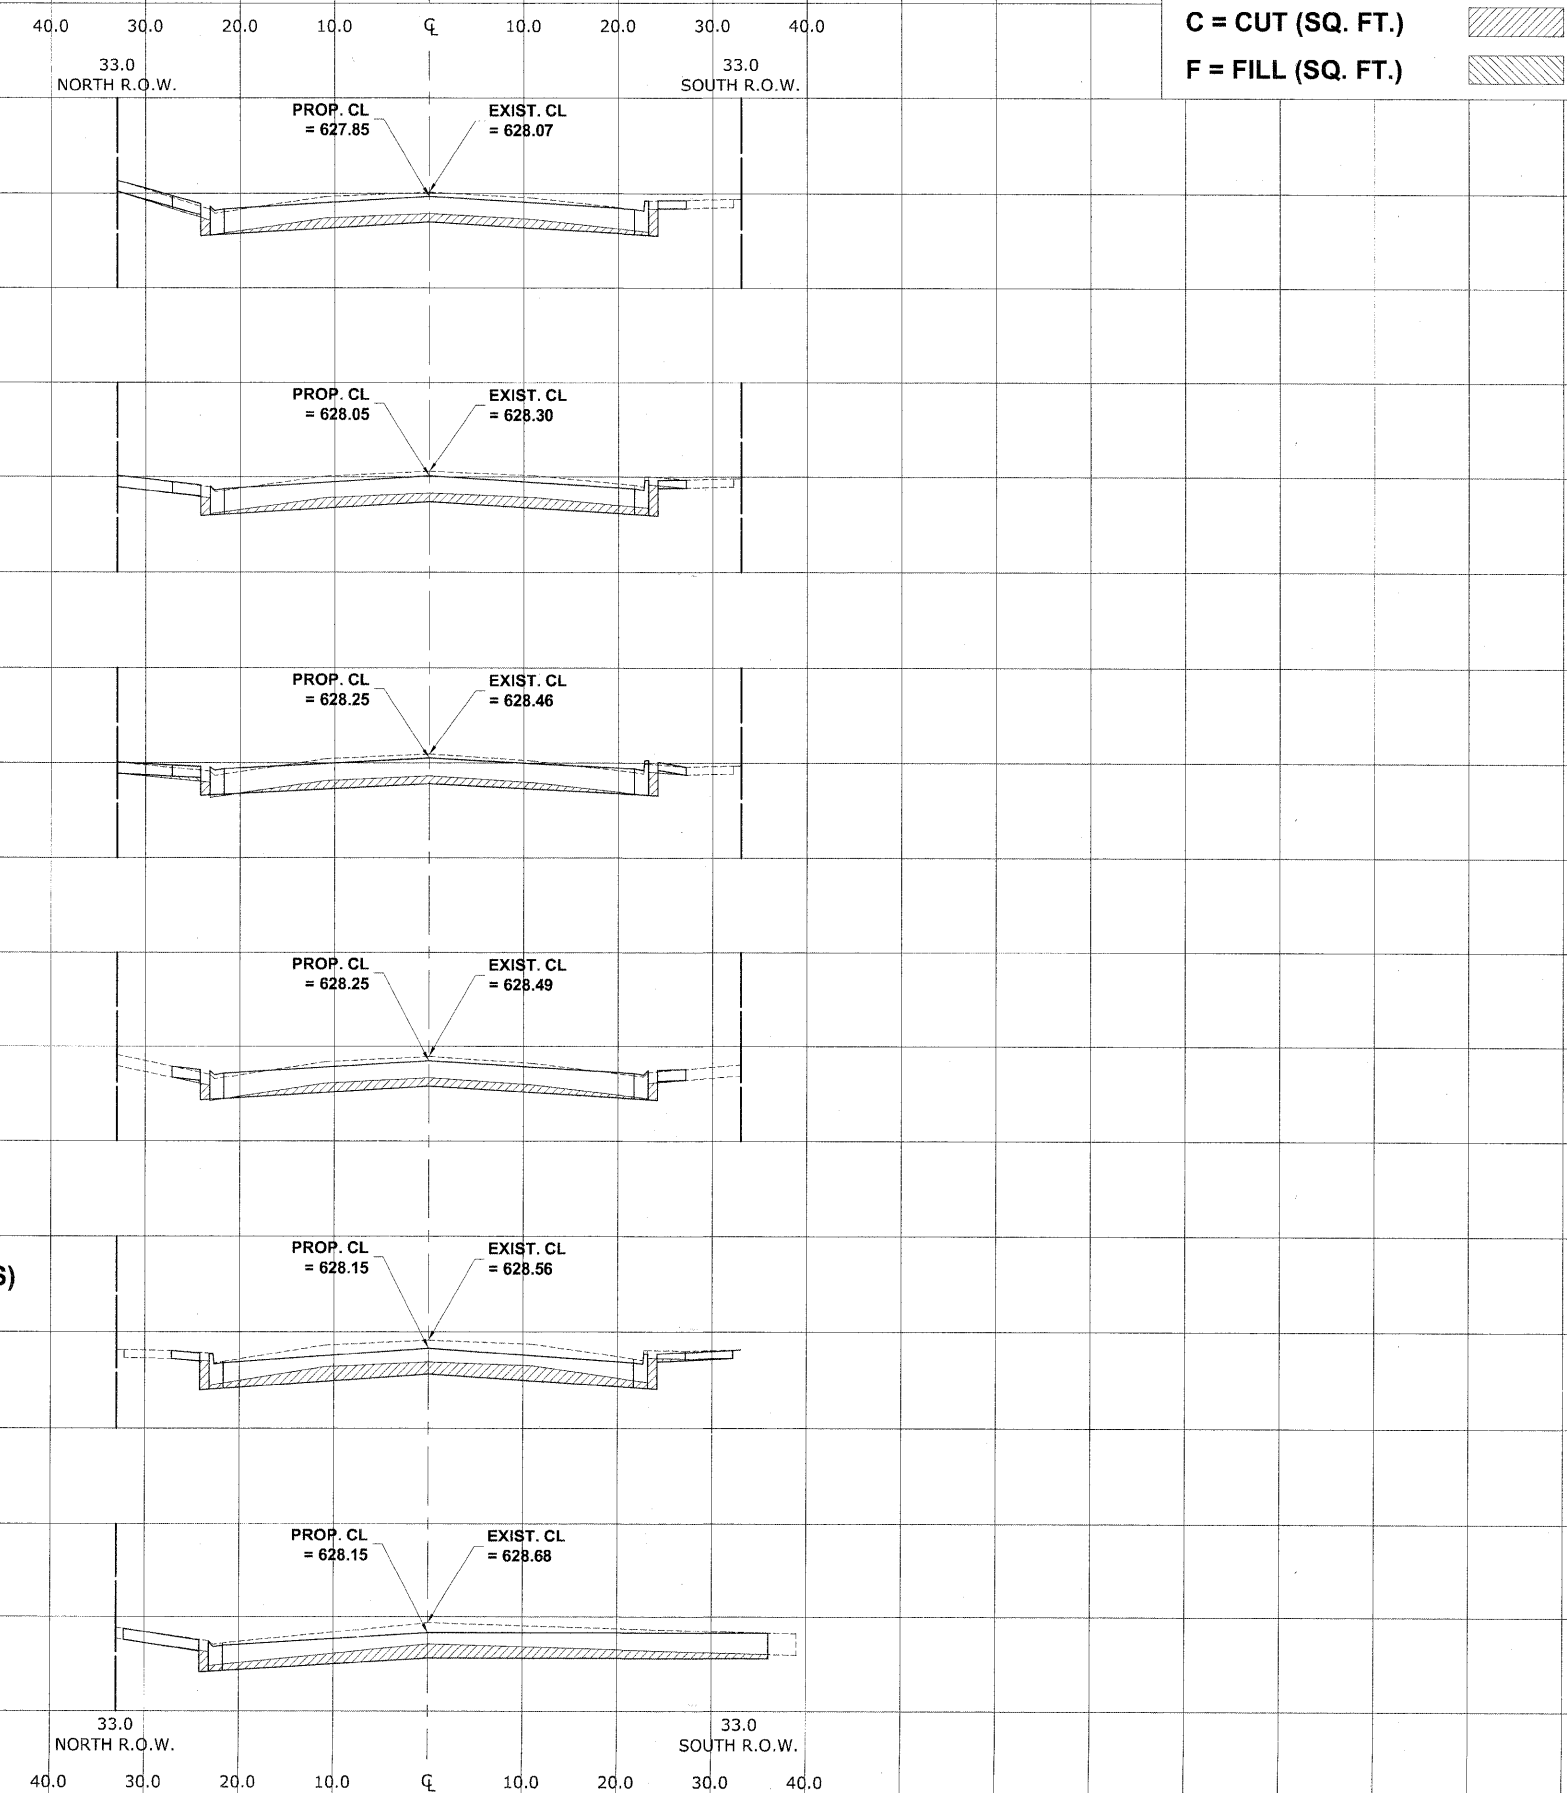 40.0 30.0 20.0 10.0 ℄ 10.0 20.0 30.0 40.0
C = CUT (SQ. FT.)
F = FILL (SQ. FT.)
33.0
NORTH R.O.W.
33.0
SOUTH R.O.W.
PROP. CL
= 627.85
EXIST. CL
= 628.07
PROP. CL
= 628.05
EXIST. CL
= 628.30
PROP. CL
= 628.25
EXIST. CL
= 628.46
PROP. CL
= 628.25
EXIST. CL
= 628.49
PROP. CL
= 628.15
EXIST. CL
= 628.56
PROP. CL
= 628.15
EXIST. CL
= 628.68
33.0
NORTH R.O.W.
33.0
SOUTH R.O.W.
40.0 30.0 20.0 10.0 ℄ 10.0 20.0 30.0 40.0